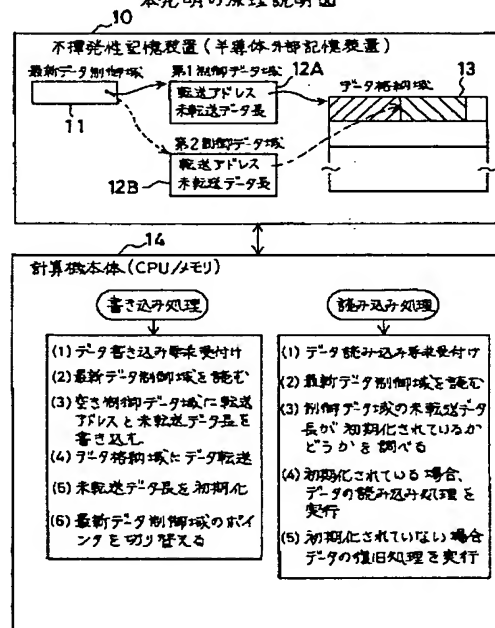 本発明の原理説明図
10
不揮発性記憶装置(半導体外部記憶装置)
最新データ制御域
11
第1制御データ域
12A
転送アドレス
未転送データ長
データ格納域
13
第2制御データ域
転送アドレス
未転送データ長
12B
14
計算機本体(CPU/メモリ)
書き込み処理
(1)データ書き込み要求受付け
(2)最新データ制御域を読む
(3)空き制御データ域に転送
アドレスと未転送データ長を
書き込む
(4)データ格納域にデータ転送
(5)未転送データ長を初期化
(6)最新データ制御域のポイ
ンタを切り替える
読み込み処理
(1)データ読み込み要求受付け
(2)最新データ制御域を読む
(3)制御データ域の未転送データ
長が初期化されているか
どうかを調べる
(4)初期化されている場合、
データの読み込み処理を
実行
(5)初期化されていない場合
データの復旧処理を実行